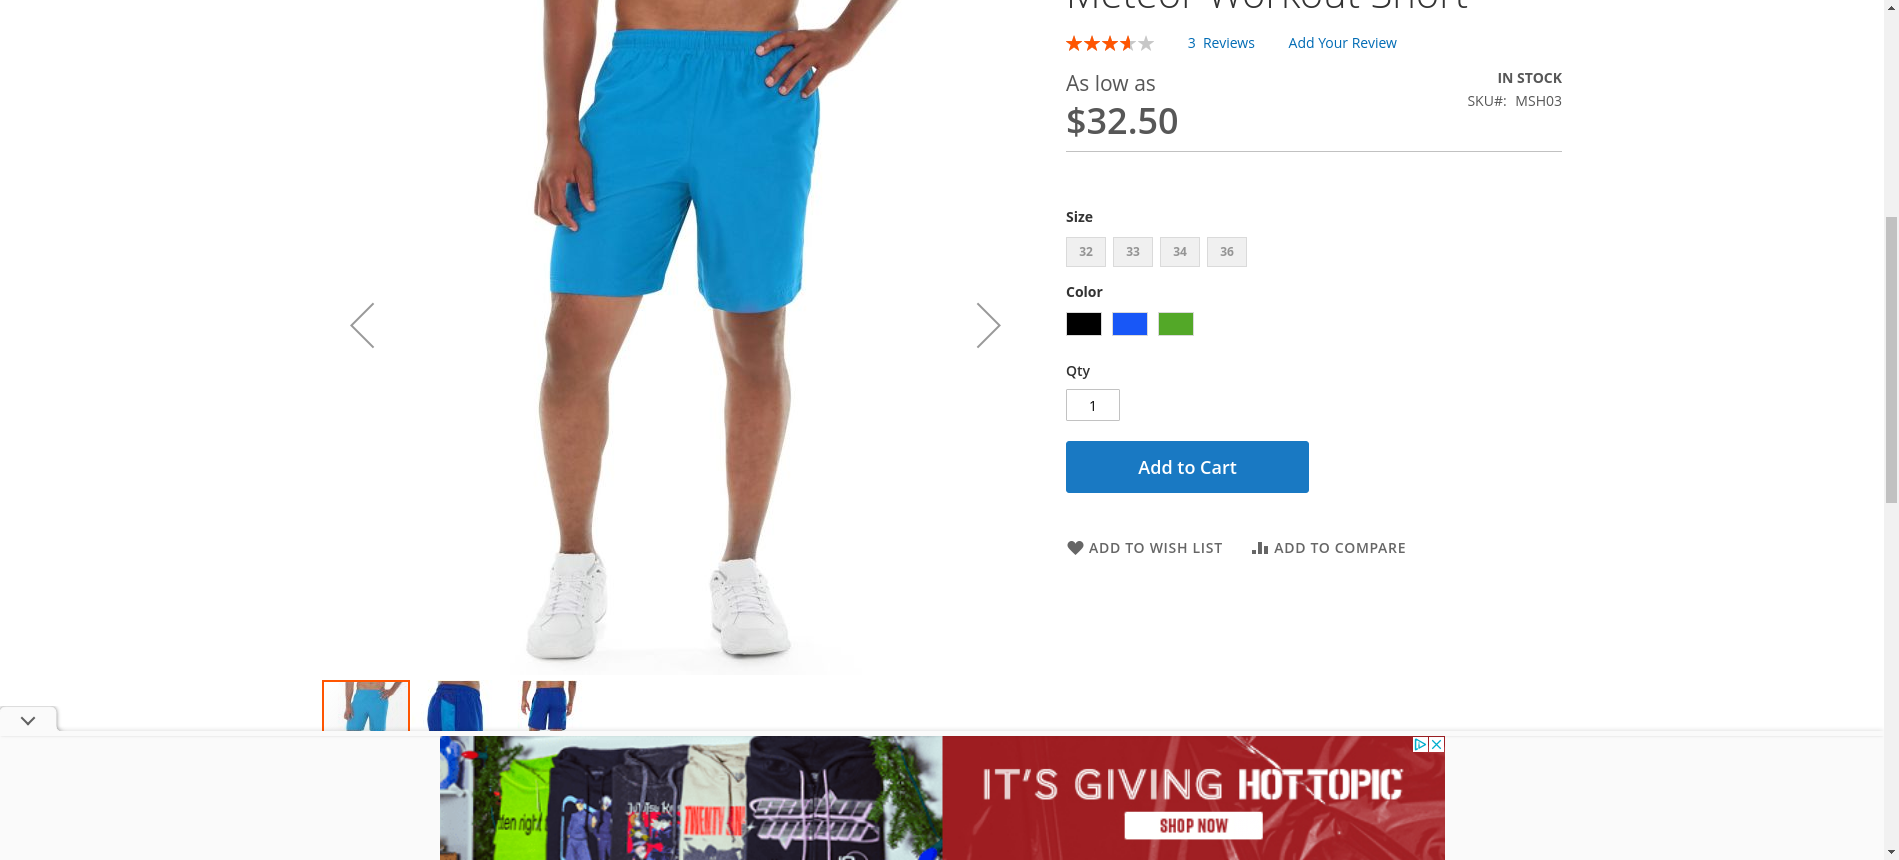 Meteor Workout Short
3 Reviews Add Your Review
As low as
$32.50
IN STOCK
SKU#: MSH03
Size
32 33 34 36
Color
Qty
1
Add to Cart
ADD TO WISH LIST ADD TO COMPARE
IT'S GIVING HOT TOPIC
SHOP NOW